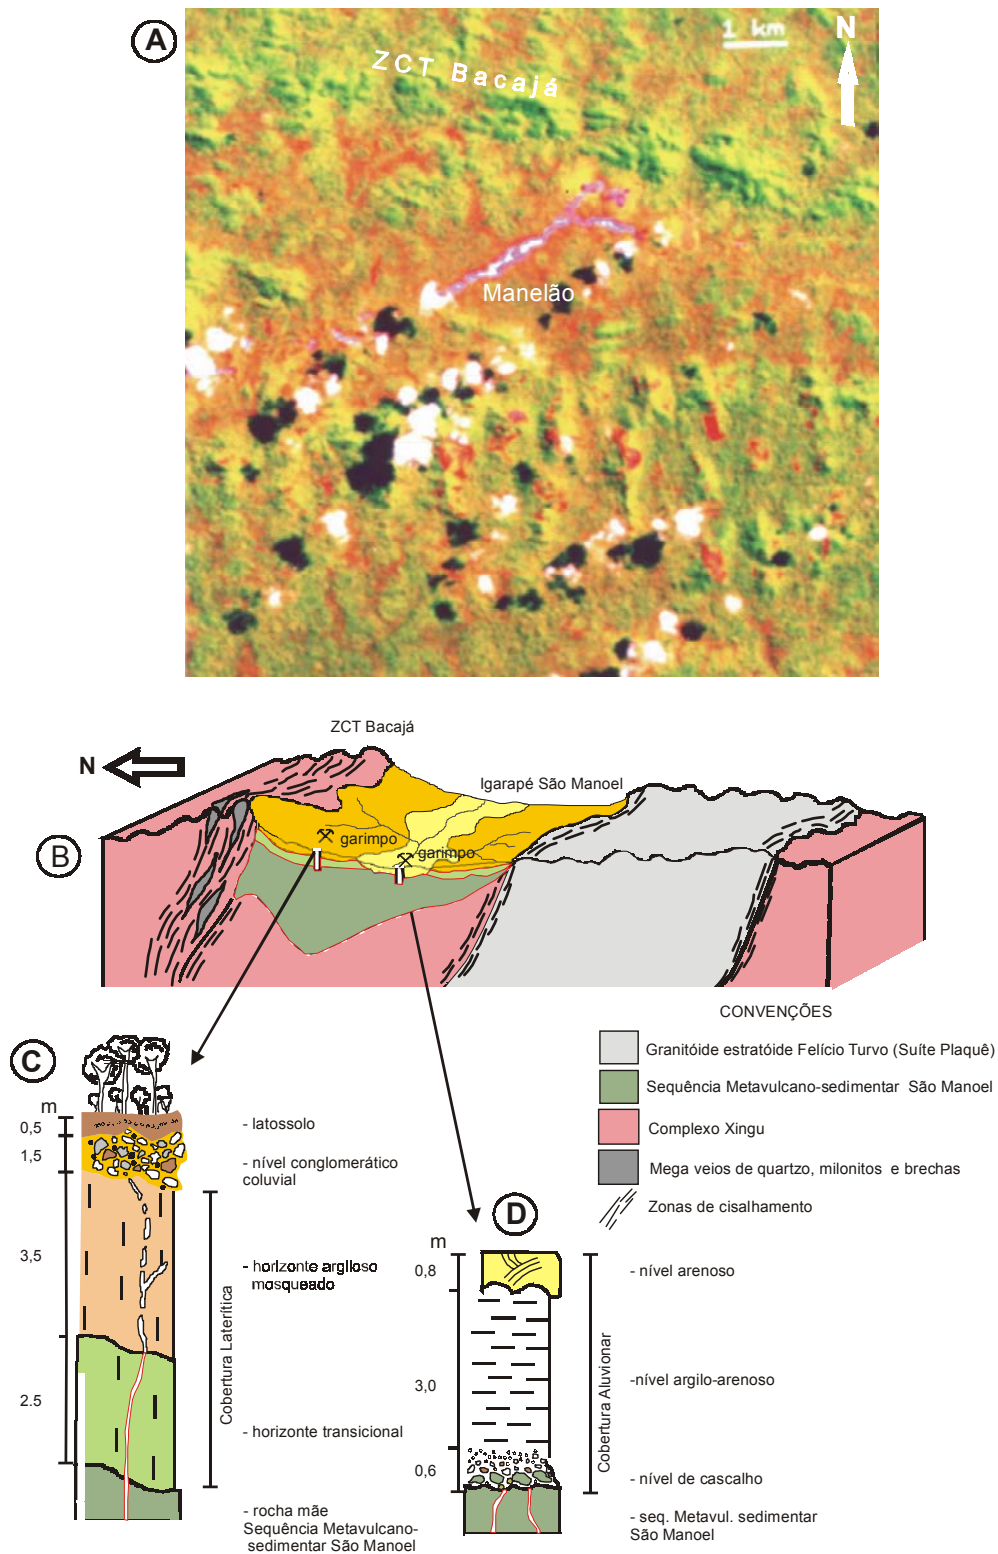 A
1 km
N
ZCT Bacajá
Manelão
ZCT Bacajá
N
Igarapé São Manoel
B
garimpo
garimpo
CONVENÇÕES
Granitóide estratóide Felício Turvo (Suíte Plaquê)
Sequência Metavulcano-sedimentar São Manoel
Complexo Xingu
Mega veios de quartzo, milonitos e brechas
Zonas de cisalhamento
C
m
0,5
1,5
3,5
2.5
- latossolo
- nível conglomerático
coluvial
- horizonte argiloso
mosqueado
- horizonte transicional
- rocha mãe
Sequência Metavulcano-
sedimentar São Manoel
Cobertura Laterítica
D
m
0,8
3,0
0,6
- nível arenoso
-nível argilo-arenoso
- nível de cascalho
- seq. Metavul. sedimentar
São Manoel
Cobertura Aluvionar